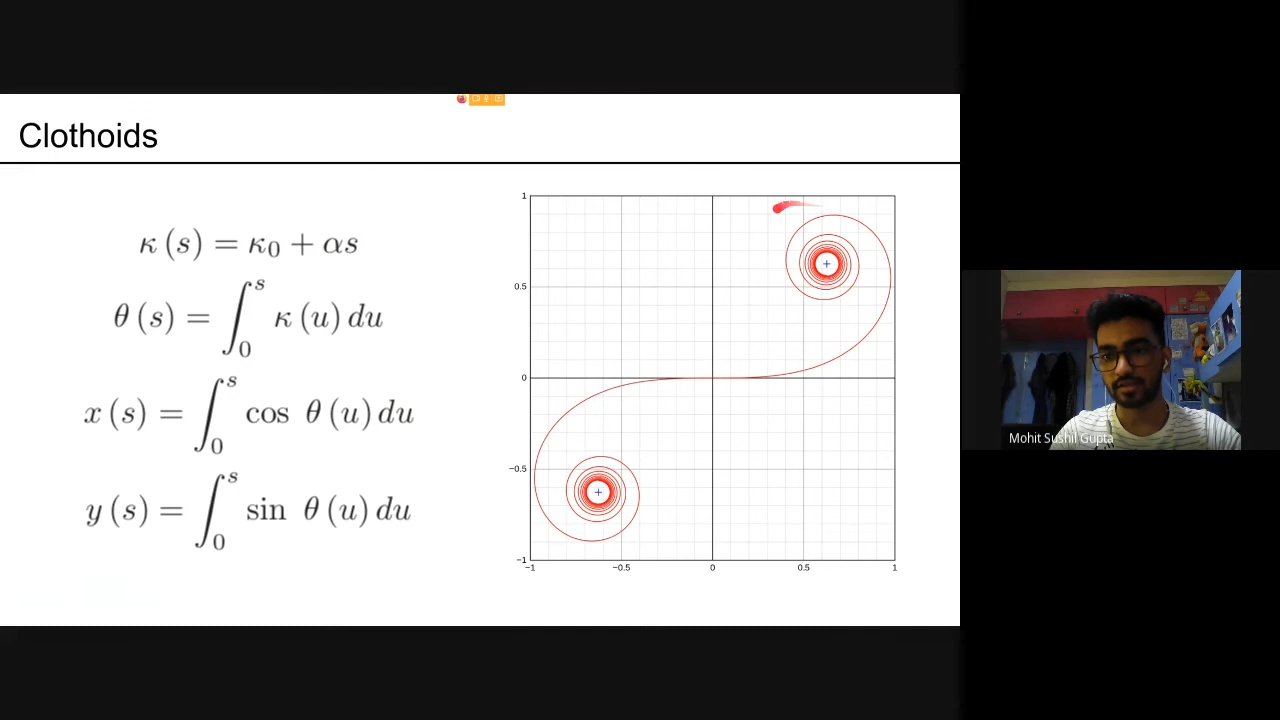 Clothoids
κ (s) = κ₀ + αs
θ (s) = ∫₀ˢ κ (u) du
x (s) = ∫₀ˢ cos θ (u) du
y (s) = ∫₀ˢ sin θ (u) du
1
0.5
0
−0.5
−1
−1 −0.5 0 0.5 1
Mohit Sushil Gupta